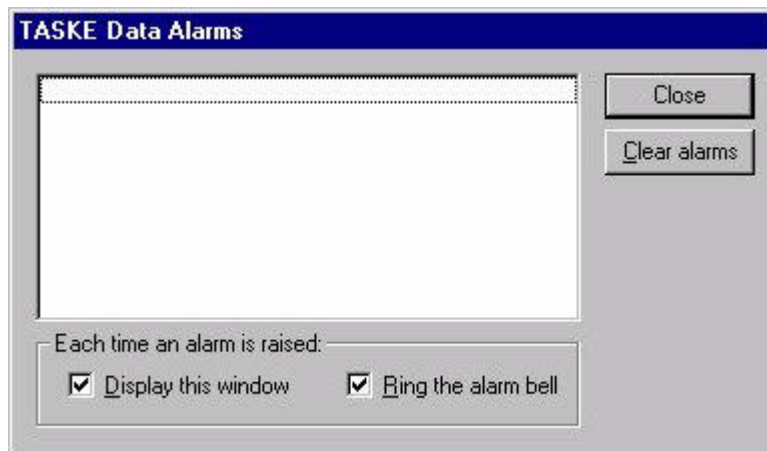 TASKE Data Alarms
Close
Clear alarms
Each time an alarm is raised:
Display this window
Ring the alarm bell